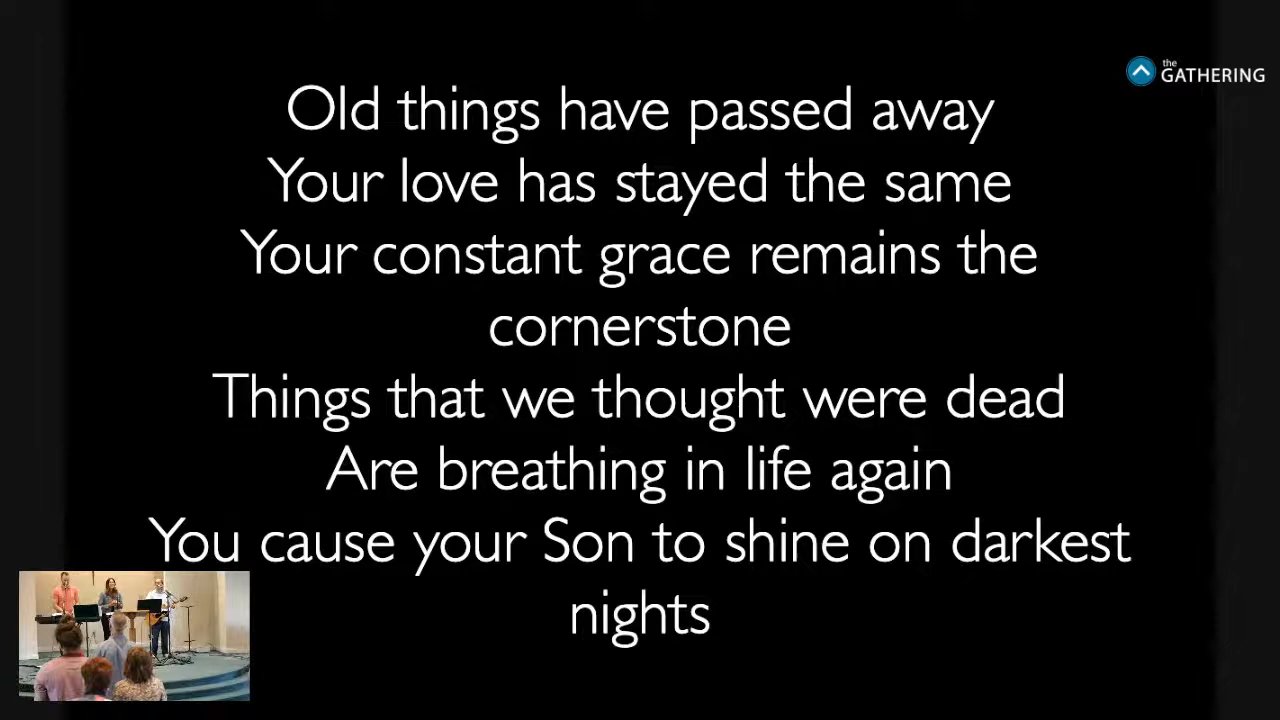 the
GATHERING
Old things have passed away
Your love has stayed the same
Your constant grace remains the
cornerstone
Things that we thought were dead
Are breathing in life again
You cause your Son to shine on darkest
nights